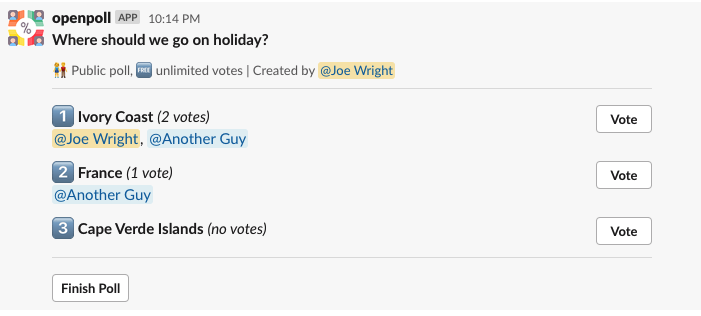 openpoll APP 10:14 PM
Where should we go on holiday?
👫 Public poll, 🆓 unlimited votes | Created by @Joe Wright
1 Ivory Coast (2 votes) Vote
@Joe Wright, @Another Guy
2 France (1 vote) Vote
@Another Guy
3 Cape Verde Islands (no votes) Vote
Finish Poll